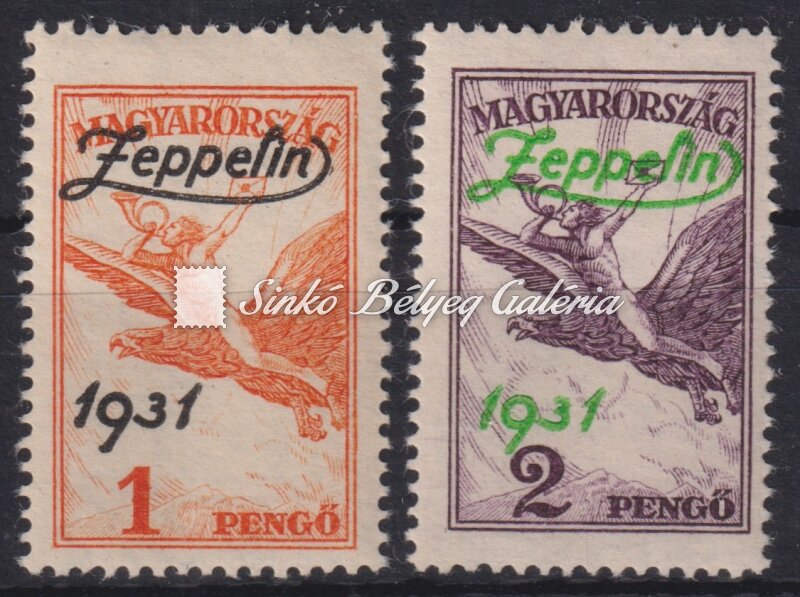 MAGYARORSZÁG
Zeppelin
1931
1 PENGŐ
MAGYARORSZÁG
Zeppelin
1931
2 PENGŐ
Sinkó Bélyeg Galéria